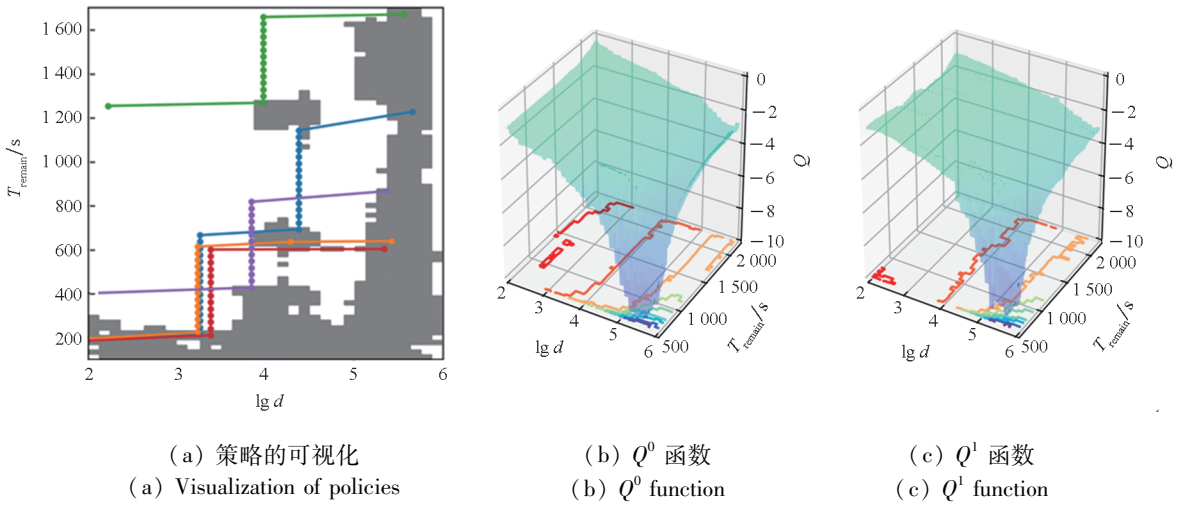 1 600
1 400
1 200
1 000
800
600
400
200
T_remain/s
2 3 4 5 6
lg d
0
−2
−4
−6
−8
−10
Q
2 3 4 5 6
lg d
500 1 000 1 500 2 000
T_remain/s
0
−2
−4
−6
−8
−10
Q
2 3 4 5 6
lg d
500 1 000 1 500 2 000
T_remain/s
(a) 策略的可视化
(a) Visualization of policies
(b) Q⁰ 函数
(b) Q⁰ function
(c) Q¹ 函数
(c) Q¹ function